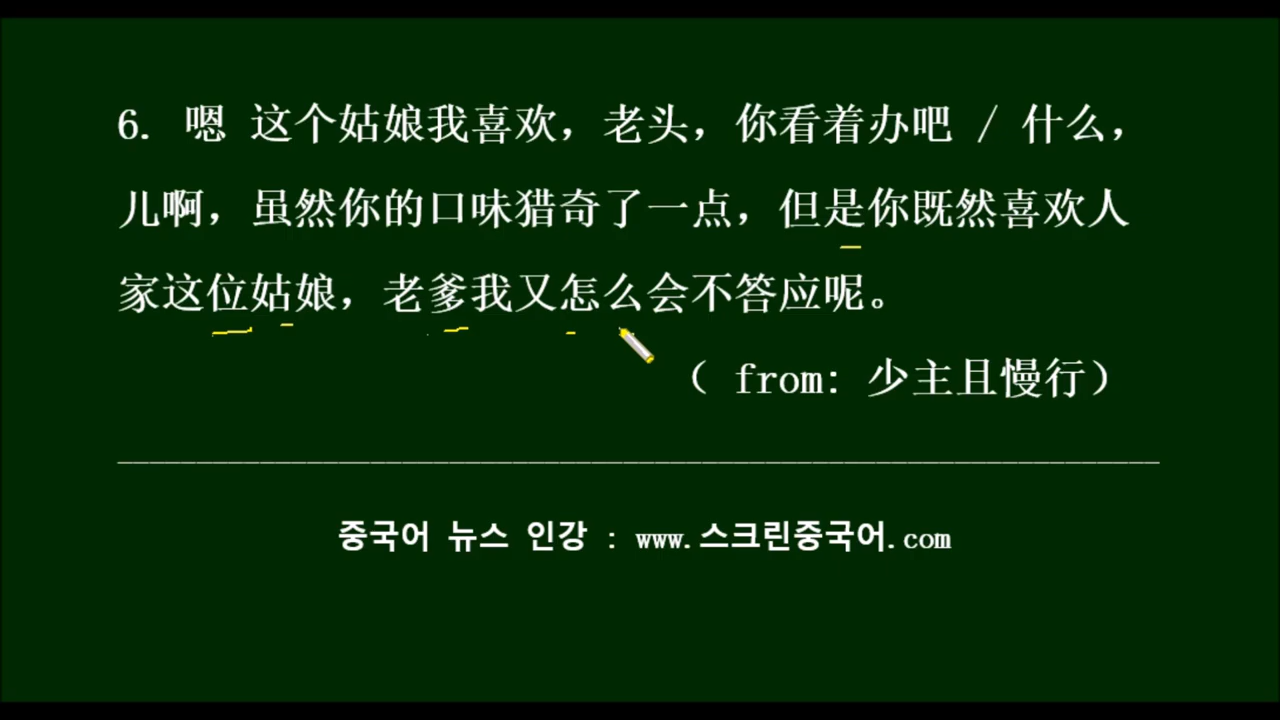 6. 嗯 这个姑娘我喜欢，老头，你看着办吧 / 什么，
儿啊，虽然你的口味猎奇了一点，但是你既然喜欢人
家这位姑娘，老爹我又怎么会不答应呢。
（ from: 少主且慢行）
중국어 뉴스 인강 : www.스크린중국어.com